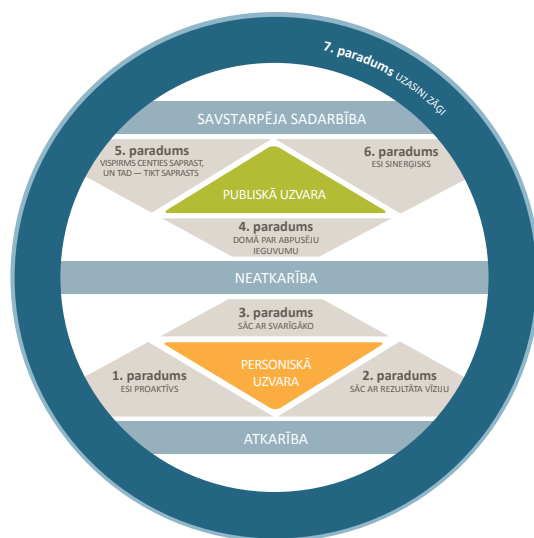 7. paradums UZASINI ZĀĢI
SAVSTARPĒJA SADARBĪBA
5. paradums
VISPIRMS CENTIES SAPRAST,
UN TAD — TIKT SAPRASTS
6. paradums
ESI SINERĢISKS
PUBLISKĀ UZVARA
4. paradums
DOMĀ PAR ABPUSĒJU
IEGUVUMU
NEATKARĪBA
3. paradums
SĀC AR SVARĪGĀKO
PERSONISKĀ
UZVARA
1. paradums
ESI PROAKTĪVS
2. paradums
SĀC AR REZULTĀTA VĪZIJU
ATKARĪBA